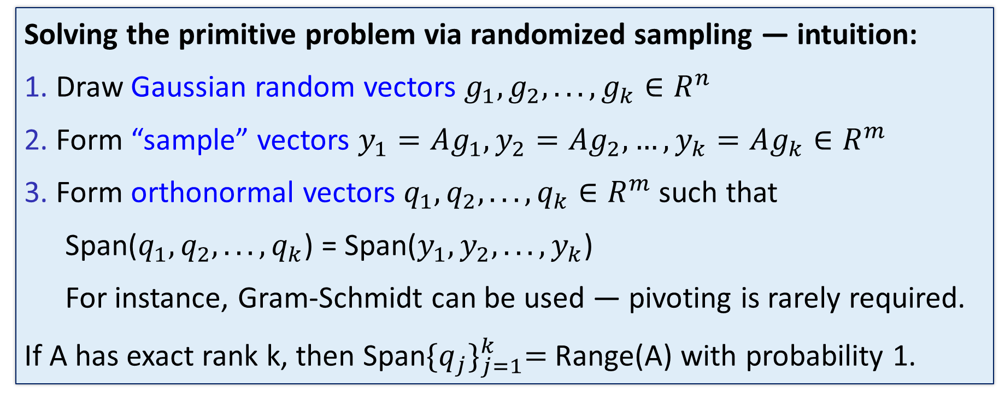 Solving the primitive problem via randomized sampling — intuition:
1. Draw Gaussian random vectors $g_1, g_2, \ldots, g_k \in R^n$
2. Form “sample” vectors $y_1 = Ag_1, y_2 = Ag_2, \ldots, y_k = Ag_k \in R^m$
3. Form orthonormal vectors $q_1, q_2, \ldots, q_k \in R^m$ such that
Span($q_1, q_2, \ldots, q_k$) = Span($y_1, y_2, \ldots, y_k$)
For instance, Gram-Schmidt can be used — pivoting is rarely required.
If A has exact rank k, then Span$\{q_j\}_{j=1}^k$ = Range(A) with probability 1.